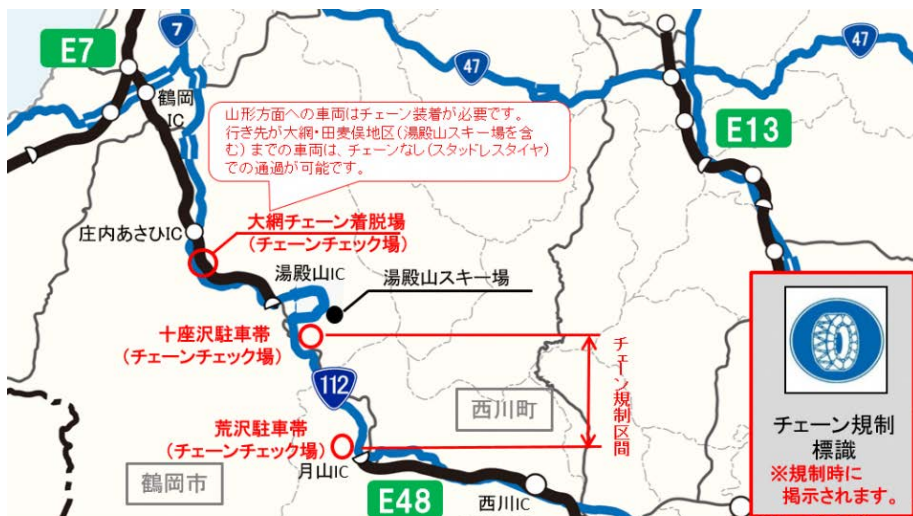 E7
7
47
47
鶴岡
IC
山形方面への車両はチェーン装着が必要です。
行き先が大網・田麦俣地区(湯殿山スキー場を含
む)までの車両は、チェーンなし(スタッドレスタイヤ)
での通過が可能です。
E13
庄内あさひIC
大網チェーン着脱場
(チェーンチェック場)
湯殿山IC
湯殿山スキー場
十座沢駐車帯
(チェーンチェック場)
チェーン規制区間
112
西川町
荒沢駐車帯
(チェーンチェック場)
月山IC
鶴岡市
E48
西川IC
チェーン規制
標識
※規制時に
掲示されます。